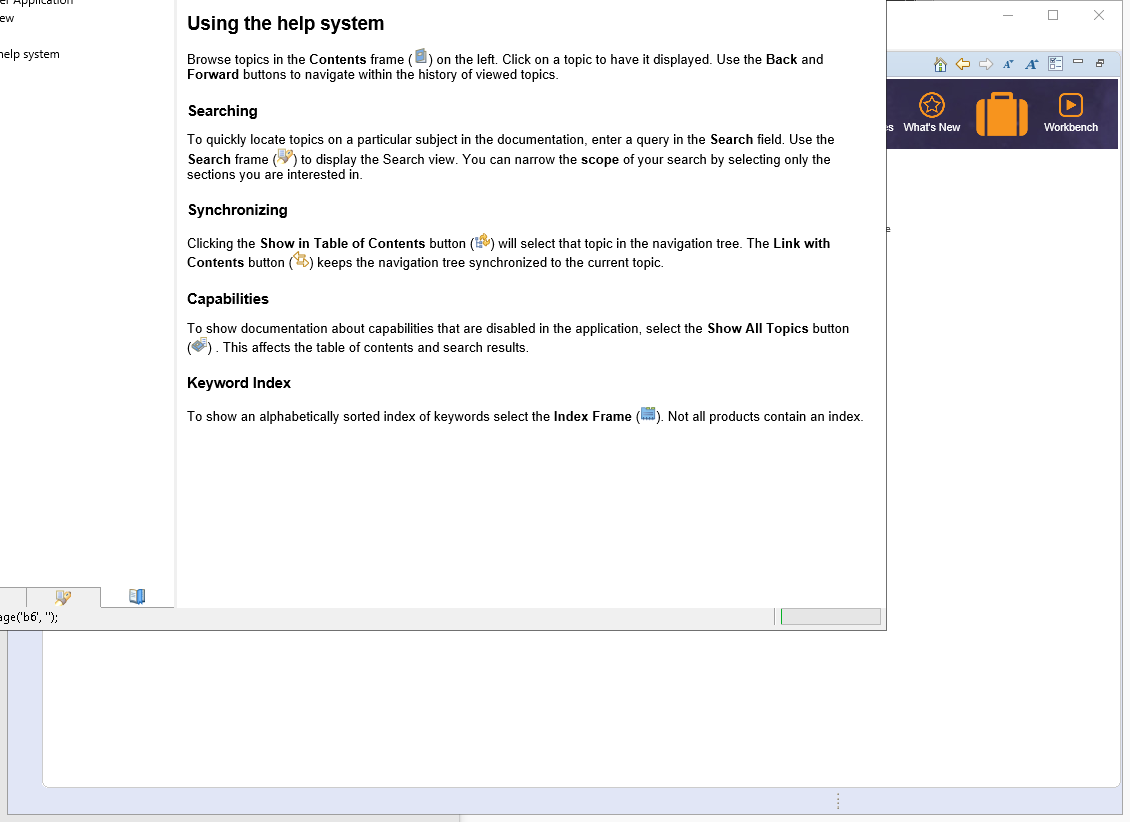 er Application
ew
help system
Using the help system
Browse topics in the Contents frame ( ) on the left. Click on a topic to have it displayed. Use the Back and
Forward buttons to navigate within the history of viewed topics.
Searching
To quickly locate topics on a particular subject in the documentation, enter a query in the Search field. Use the
Search frame ( ) to display the Search view. You can narrow the scope of your search by selecting only the
sections you are interested in.
Synchronizing
Clicking the Show in Table of Contents button ( ) will select that topic in the navigation tree. The Link with
Contents button ( ) keeps the navigation tree synchronized to the current topic.
Capabilities
To show documentation about capabilities that are disabled in the application, select the Show All Topics button
( ) . This affects the table of contents and search results.
Keyword Index
To show an alphabetically sorted index of keywords select the Index Frame ( ). Not all products contain an index.
age('b6', '');
es What's New Workbench
e